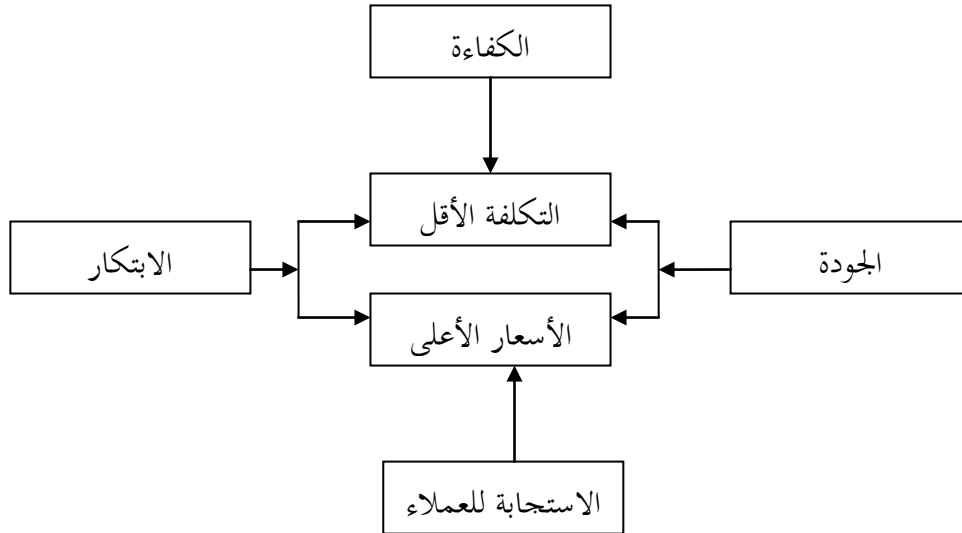 الكفاءة
التكلفة الأقل
الجودة
الابتكار
الأسعار الأعلى
الاستجابة للعملاء